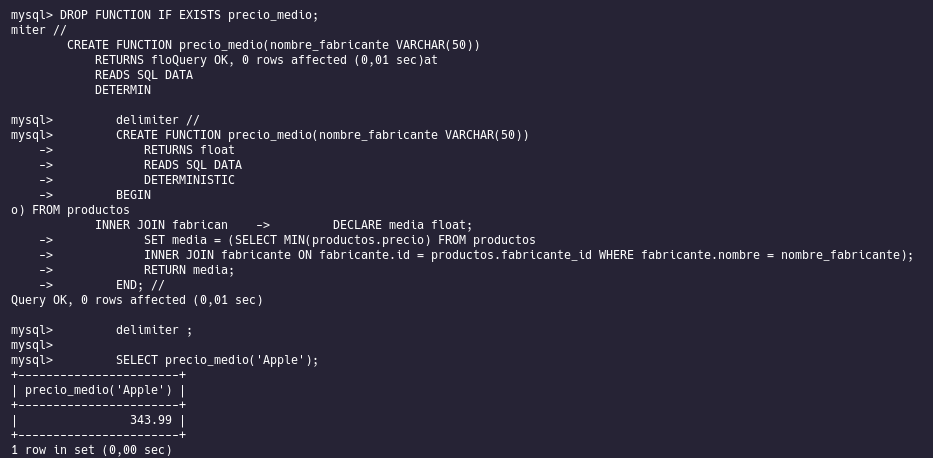 mysql> DROP FUNCTION IF EXISTS precio_medio;
miter //
        CREATE FUNCTION precio_medio(nombre_fabricante VARCHAR(50))
            RETURNS floQuery OK, 0 rows affected (0,01 sec)at
            READS SQL DATA
            DETERMIN

mysql>         delimiter //
mysql>         CREATE FUNCTION precio_medio(nombre_fabricante VARCHAR(50))
    ->             RETURNS float
    ->             READS SQL DATA
    ->             DETERMINISTIC
    ->         BEGIN
o) FROM productos
            INNER JOIN fabrican    ->         DECLARE media float;
    ->             SET media = (SELECT MIN(productos.precio) FROM productos
    ->             INNER JOIN fabricante ON fabricante.id = productos.fabricante_id WHERE fabricante.nombre = nombre_fabricante);
    ->             RETURN media;
    ->         END; //
Query OK, 0 rows affected (0,01 sec)

mysql>         delimiter ;
mysql>
mysql>         SELECT precio_medio('Apple');
+-----------------------+
| precio_medio('Apple') |
+-----------------------+
|                343.99 |
+-----------------------+
1 row in set (0,00 sec)